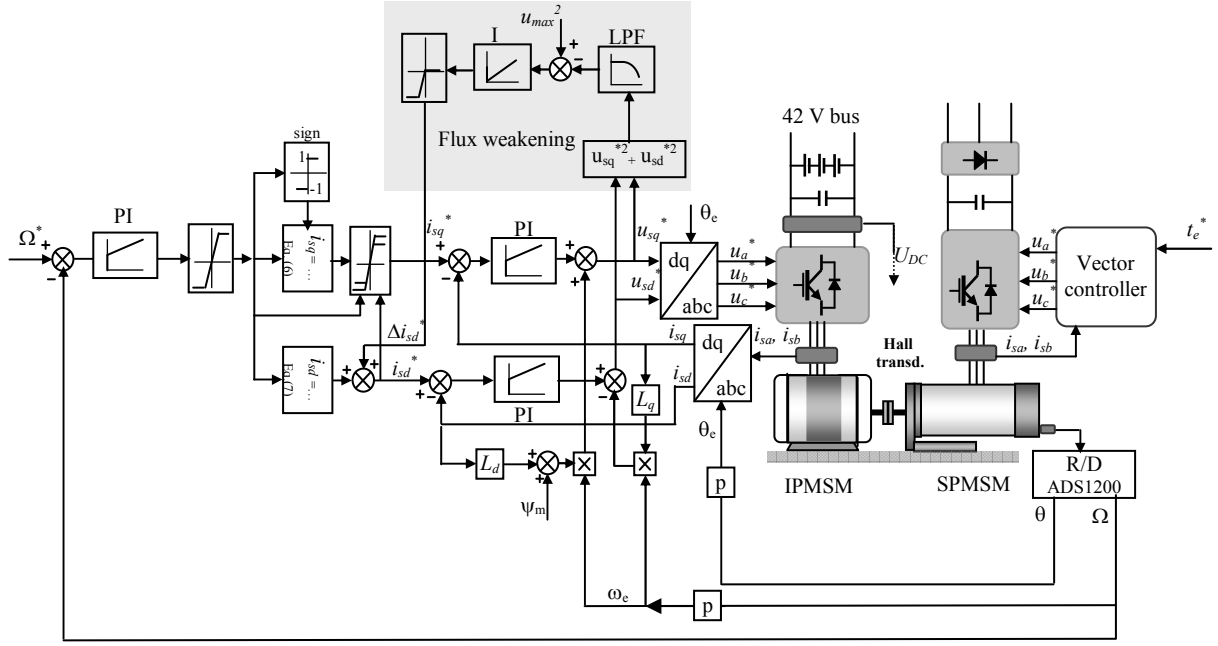 u_max^2
I
LPF
Flux weakening
u_sq^*2 + u_sd^*2
42 V bus
sign
1
-1
PI
Ω^*
+
−
Eq. (6)
i_sq = ...
i_sq^*
+
−
PI
+
+
u_sq^*
u_sd^*
θ_e
dq
abc
u_a^*
u_b^*
u_c^*
U_DC
u_a^*
u_b^*
u_c^*
Vector
controller
t_e^*
Δi_sd^*
Eq.(7)
i_sd = ...
+
+
i_sd^*
+
−
PI
+
−
i_sq
i_sd
dq
abc
i_sa, i_sb
θ_e
Hall
transd.
i_sa, i_sb
L_q
L_d
+
+
ψ_m
×
×
p
IPMSM
SPMSM
R/D
ADS1200
θ
Ω
ω_e
p